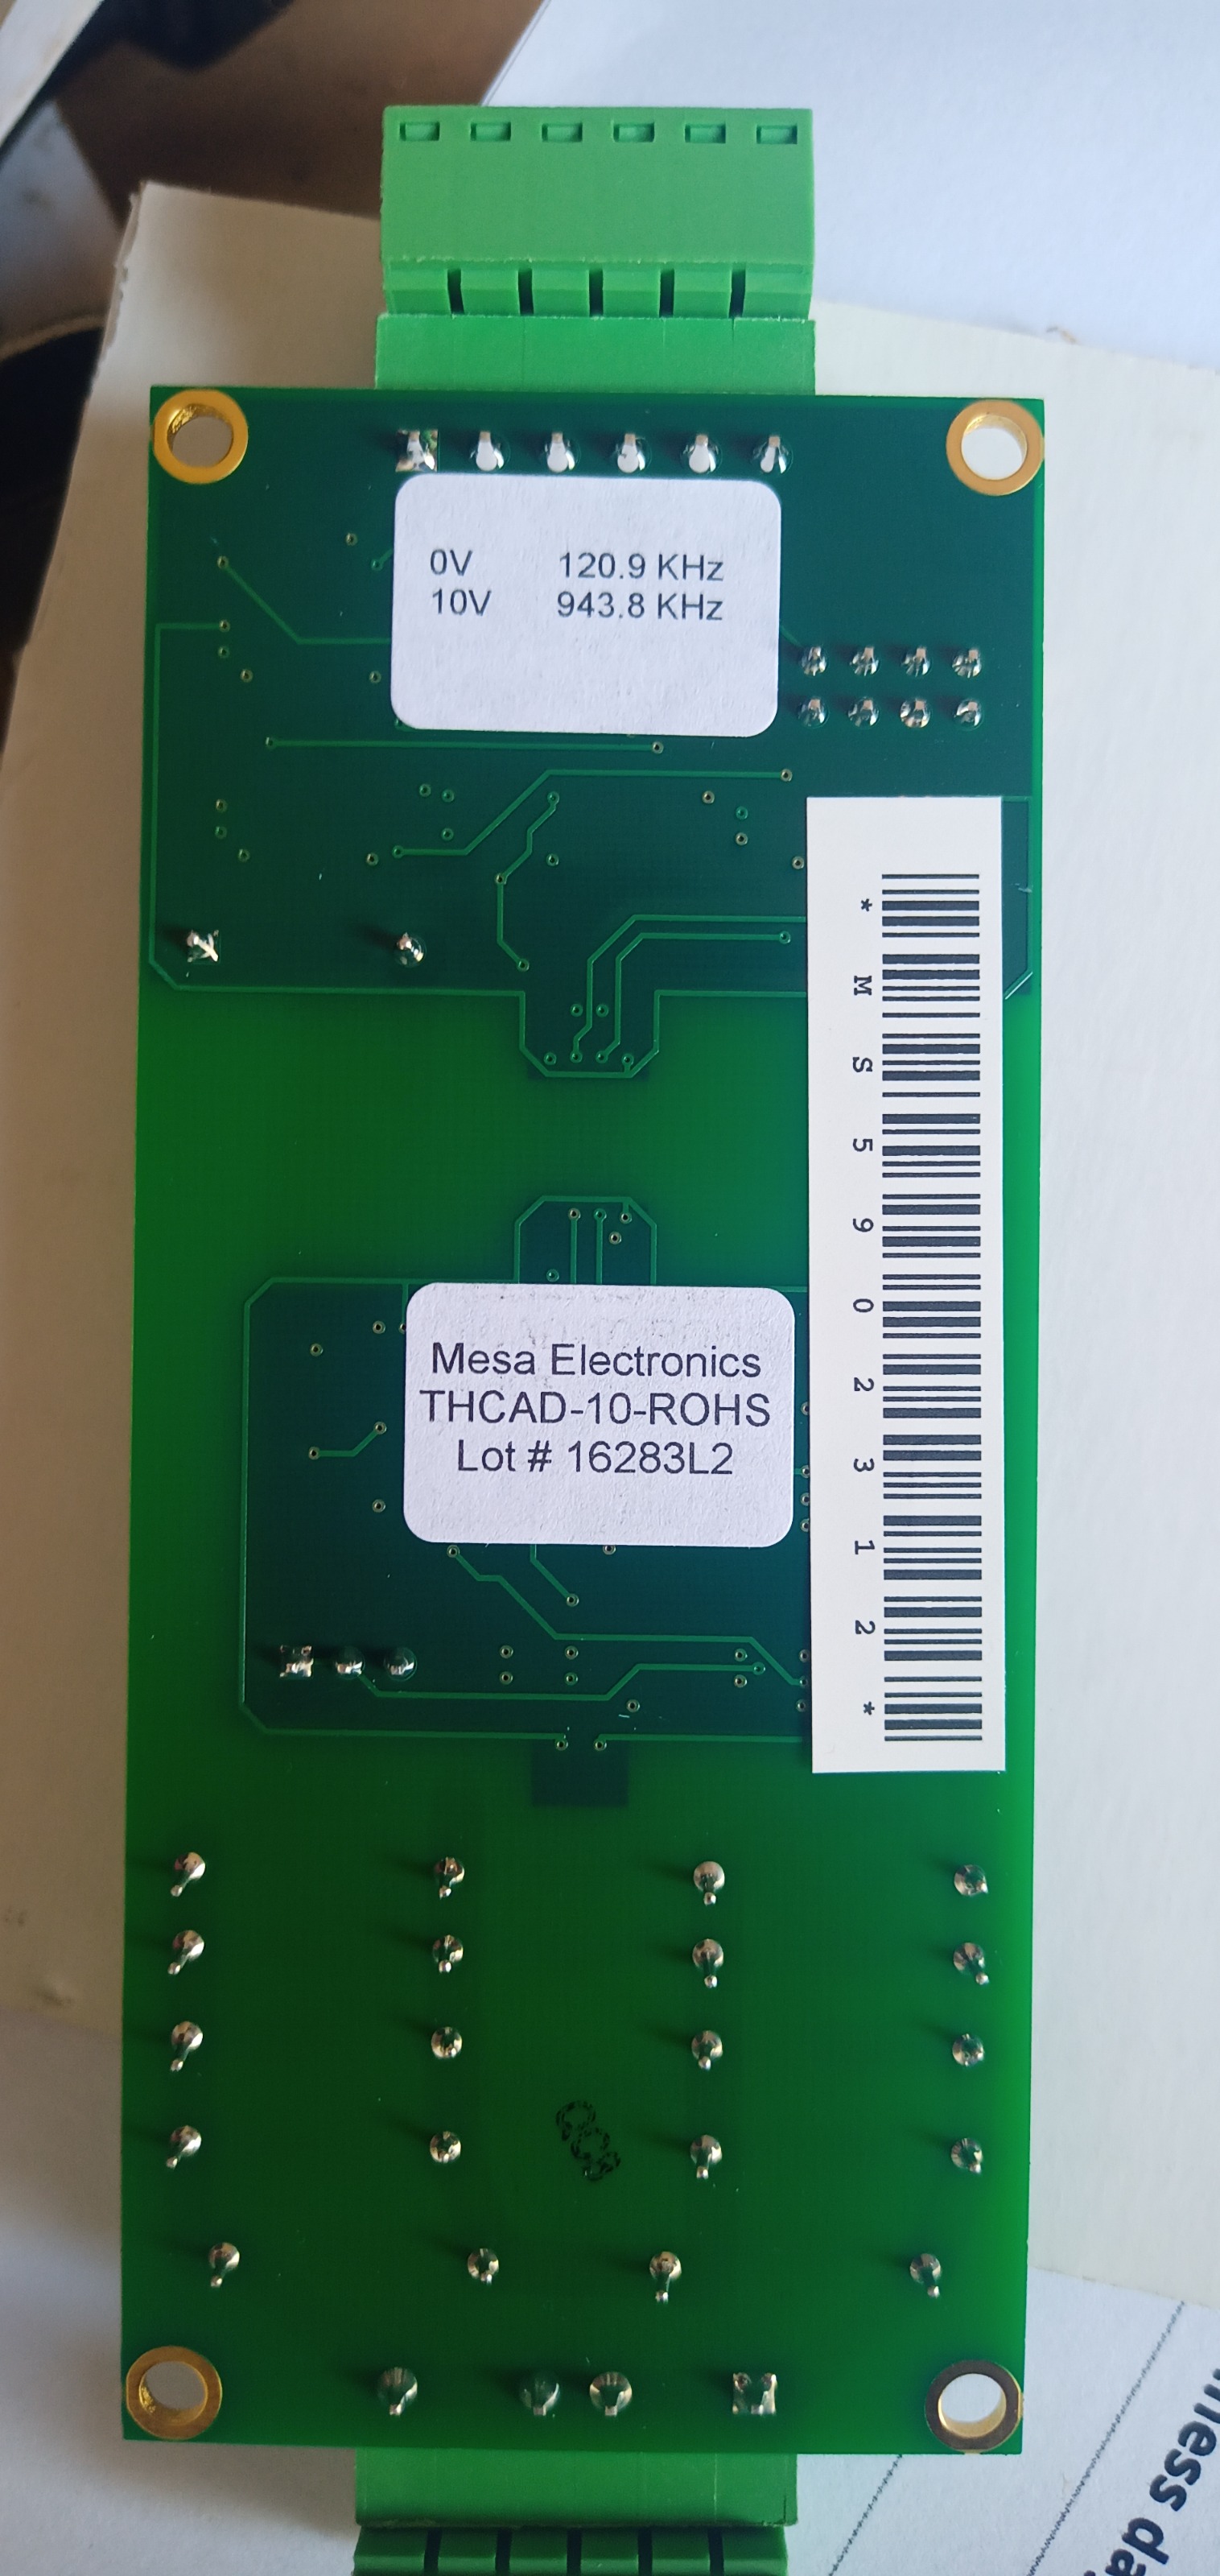 0V 120.9 KHz
10V 943.8 KHz
*MS5902312*
Mesa Electronics
THCAD-10-ROHS
Lot # 16283L2